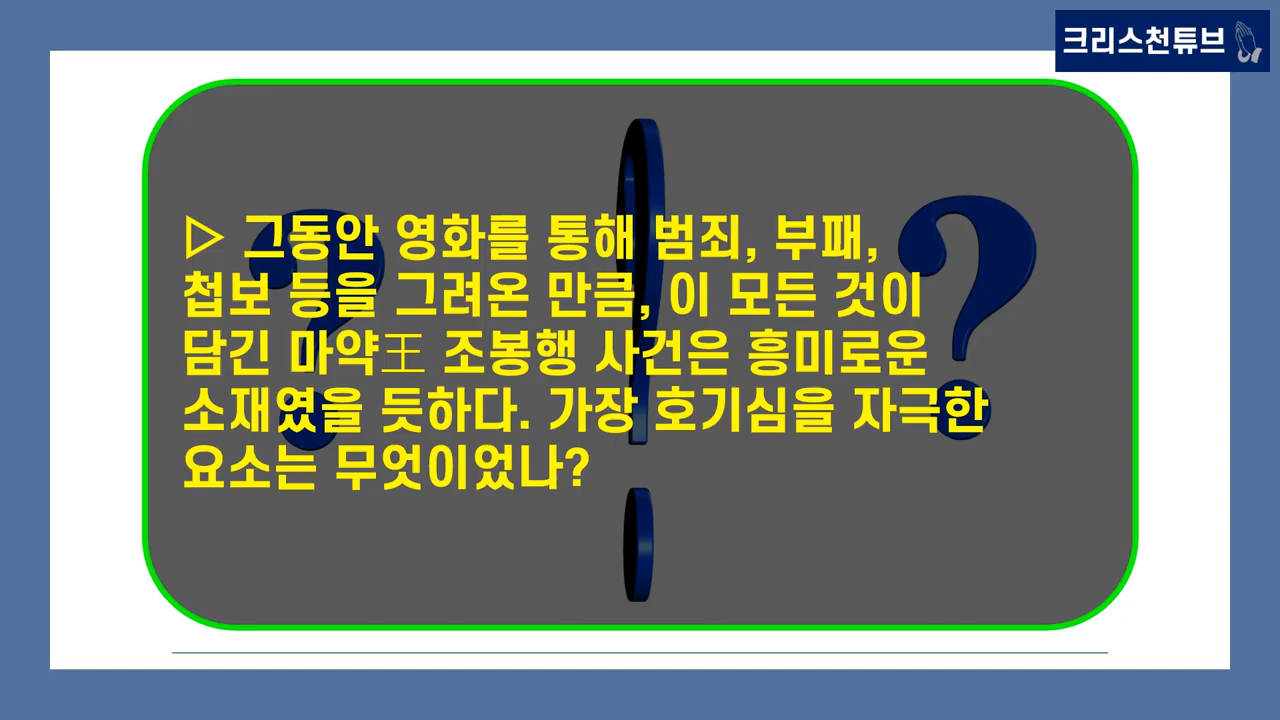 크리스천튜브
▷ 그동안 영화를 통해 범죄, 부패,
첩보 등을 그려온 만큼, 이 모든 것이
담긴 마약王 조봉행 사건은 흥미로운
소재였을 듯하다. 가장 호기심을 자극한
요소는 무엇이었나?